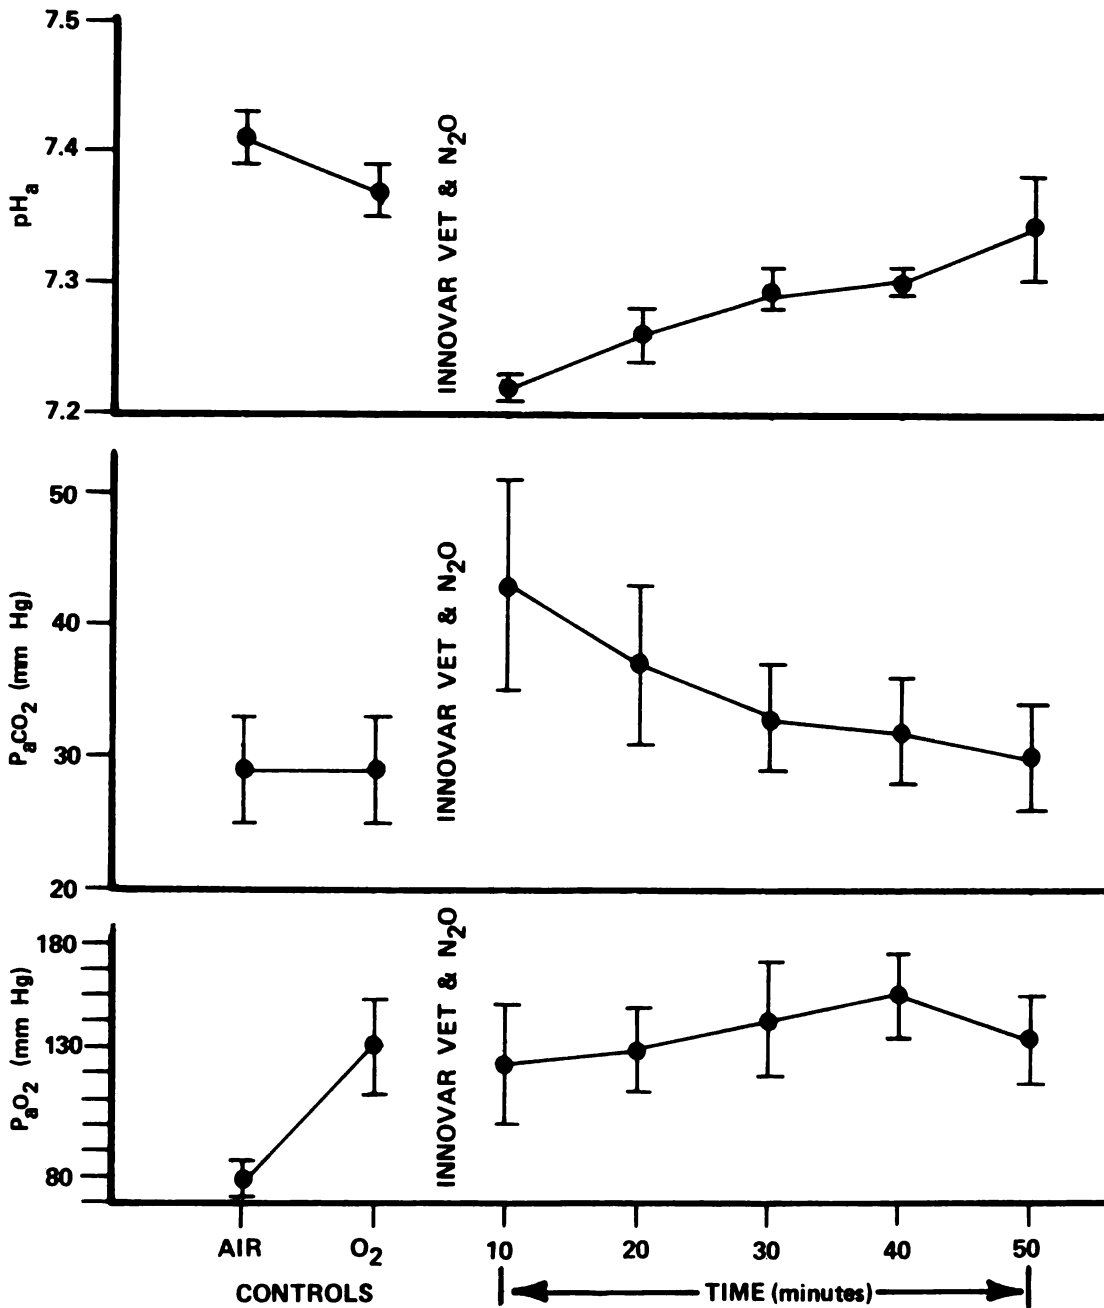 7.5
7.4
7.3
7.2
pHa
INNOVAR VET & N2O
50
40
30
20
PaCO2 (mm Hg)
INNOVAR VET & N2O
180
130
80
PaO2 (mm Hg)
INNOVAR VET & N2O
AIR O2 10 20 30 40 50
CONTROLS TIME (minutes)